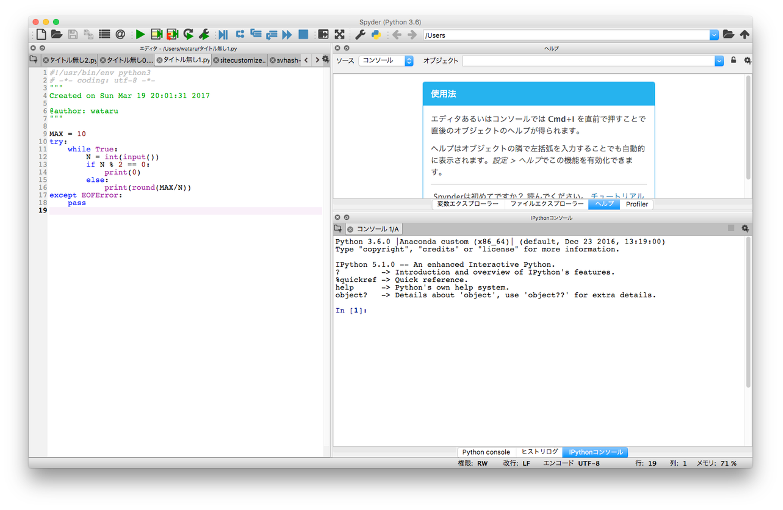 Spyder (Python 3.6)
/Users
エディタ - /Users/wataru/タイトル無し1.py
タイトル無し2.py
タイトル無し0....
タイトル無し1.py
sitecustomize...
svhash-
1 #!/usr/bin/env python3
2 # -*- coding: utf-8 -*-
3 """
4 Created on Sun Mar 19 20:01:31 2017
5
6 @author: wataru
7 """
8
9 MAX = 10
10 try:
11 while True:
12 N = int(input())
13 if N % 2 == 0:
14 print(0)
15 else:
16 print(round(MAX/N))
17 except EOFError:
18 pass
19
ヘルプ
ソース コンソール オブジェクト
使用法
エディタあるいはコンソールでは Cmd+I を直前で押すことで
直後のオブジェクトのヘルプが得られます。
ヘルプはオブジェクトの隣で左括弧を入力することでも自動的
に表示されます。設定 > ヘルプでこの機能を有効化できま
す。
Spynderは初めてですか？ 読んでください。 チュートリアル
変数エクスプローラー ファイルエクスプローラー ヘルプ Profiler
IPythonコンソール
コンソール 1/A
Python 3.6.0 |Anaconda custom (x86_64)| (default, Dec 23 2016, 13:19:00)
Type "copyright", "credits" or "license" for more information.
IPython 5.1.0 -- An enhanced Interactive Python.
? -> Introduction and overview of IPython's features.
%quickref -> Quick reference.
help -> Python's own help system.
object? -> Details about 'object', use 'object??' for extra details.
In [1]:
Python console ヒストリログ IPythonコンソール
権限: RW 改行: LF エンコード UTF-8 行: 19 列: 1 メモリ: 71 %